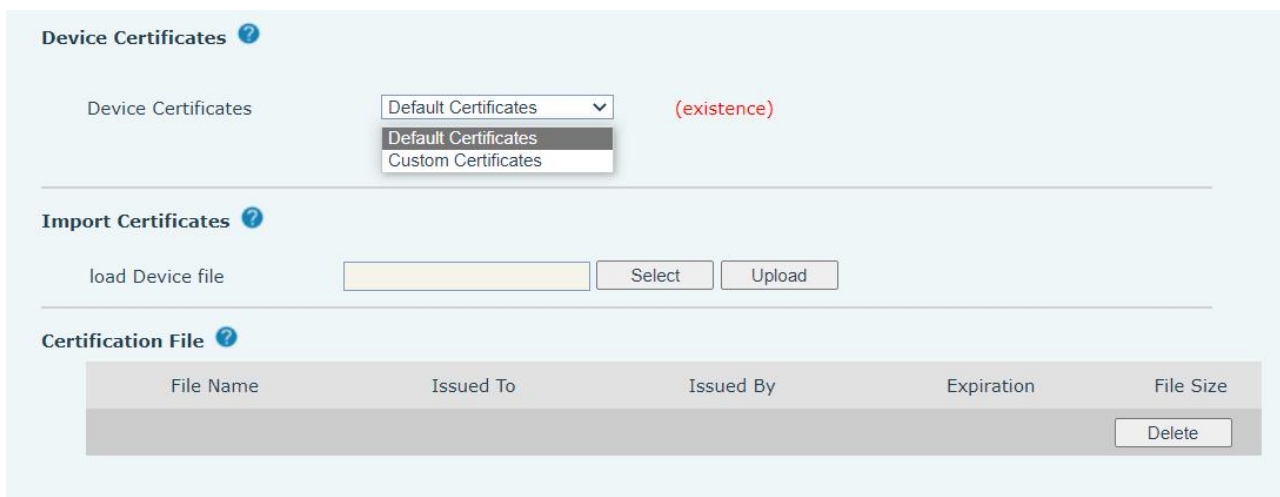 Device Certificates ?
Device Certificates Default Certificates (existence)
Default Certificates
Custom Certificates
Import Certificates ?
load Device file Select Upload
Certification File ?
File Name Issued To Issued By Expiration File Size
Delete